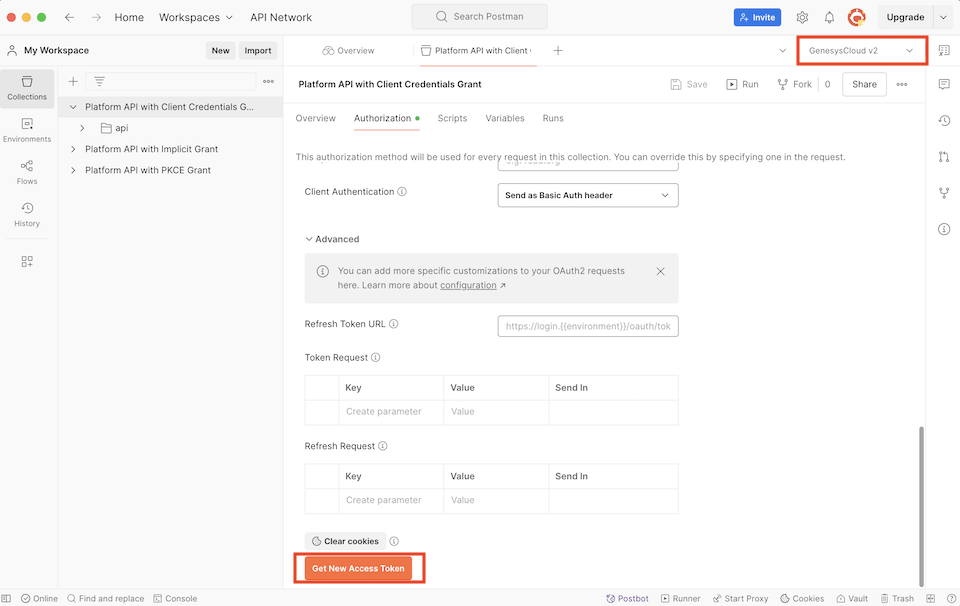 Home Workspaces API Network Search Postman Invite Upgrade
My Workspace New Import Overview Platform API with Client GenesysCloud v2
Collections
Environments
Flows
History
Platform API with Client Credentials G...
api
Platform API with Implicit Grant
Platform API with PKCE Grant
Platform API with Client Credentials Grant Save Run Fork 0 Share
Overview Authorization Scripts Variables Runs
This authorization method will be used for every request in this collection. You can override this by specifying one in the request.
Client Authentication Send as Basic Auth header
Advanced
You can add more specific customizations to your OAuth2 requests
here. Learn more about configuration
Refresh Token URL https://login.{{environment}}/oauth/tok
Token Request
Key Value Send In
Create parameter Value
Refresh Request
Key Value Send In
Create parameter Value
Clear cookies
Get New Access Token
Online Find and replace Console Postbot Runner Start Proxy Cookies Vault Trash